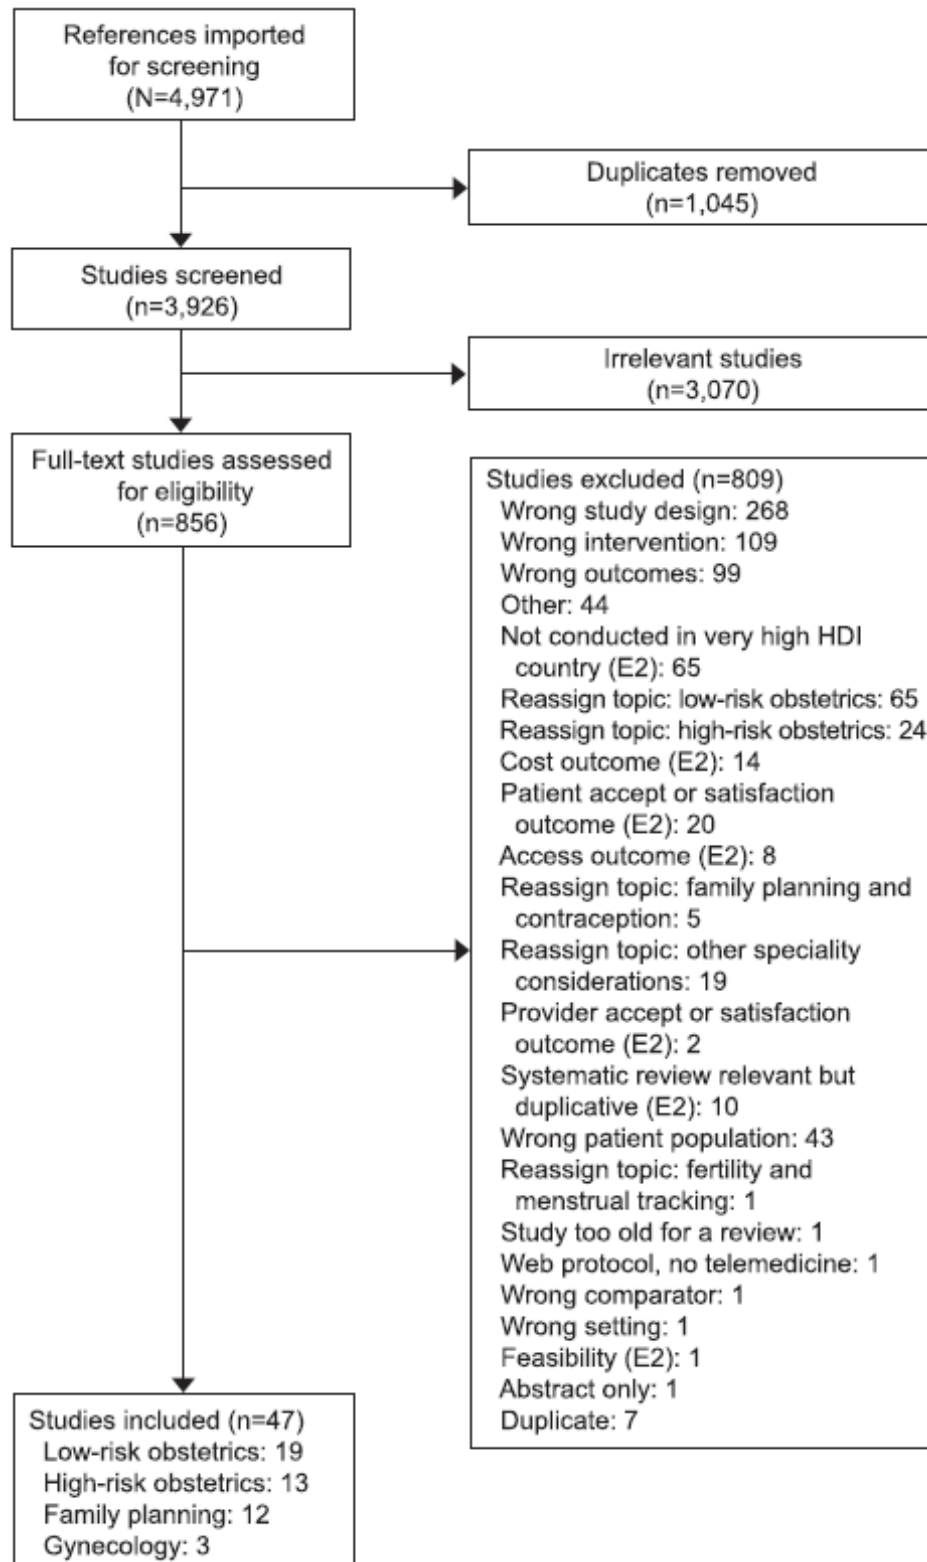 References imported
for screening
(N=4,971)
Duplicates removed
(n=1,045)
Studies screened
(n=3,926)
Irrelevant studies
(n=3,070)
Full-text studies assessed
for eligibility
(n=856)
Studies excluded (n=809)
Wrong study design: 268
Wrong intervention: 109
Wrong outcomes: 99
Other: 44
Not conducted in very high HDI
country (E2): 65
Reassign topic: low-risk obstetrics: 65
Reassign topic: high-risk obstetrics: 24
Cost outcome (E2): 14
Patient accept or satisfaction
outcome (E2): 20
Access outcome (E2): 8
Reassign topic: family planning and
contraception: 5
Reassign topic: other speciality
considerations: 19
Provider accept or satisfaction
outcome (E2): 2
Systematic review relevant but
duplicative (E2): 10
Wrong patient population: 43
Reassign topic: fertility and
menstrual tracking: 1
Study too old for a review: 1
Web protocol, no telemedicine: 1
Wrong comparator: 1
Wrong setting: 1
Feasibility (E2): 1
Abstract only: 1
Duplicate: 7
Studies included (n=47)
Low-risk obstetrics: 19
High-risk obstetrics: 13
Family planning: 12
Gynecology: 3